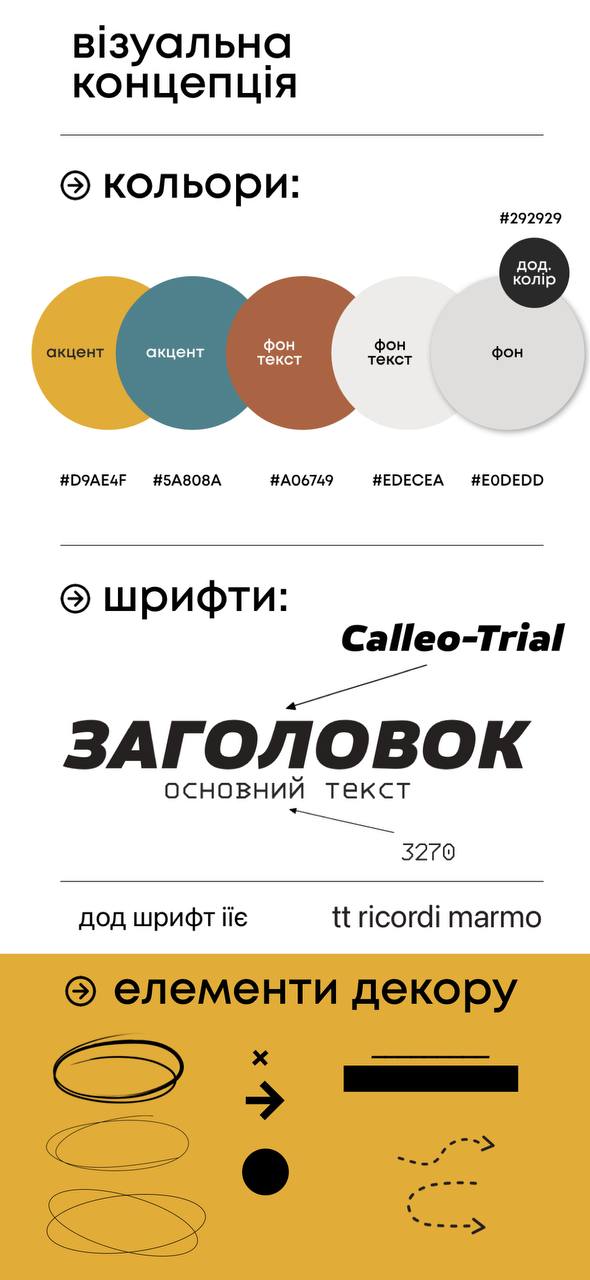 візуальна
концепція
кольори:
#292929
дод.
колір
акцент
акцент
фон
текст
фон
текст
фон
#D9AE4F
#5A808A
#A06749
#EDECEA
#E0DEDD
шрифти:
Calleo-Trial
ЗАГОЛОВОК
основний текст
3270
дод шрифт ііїє
tt ricordi marmo
елементи декору